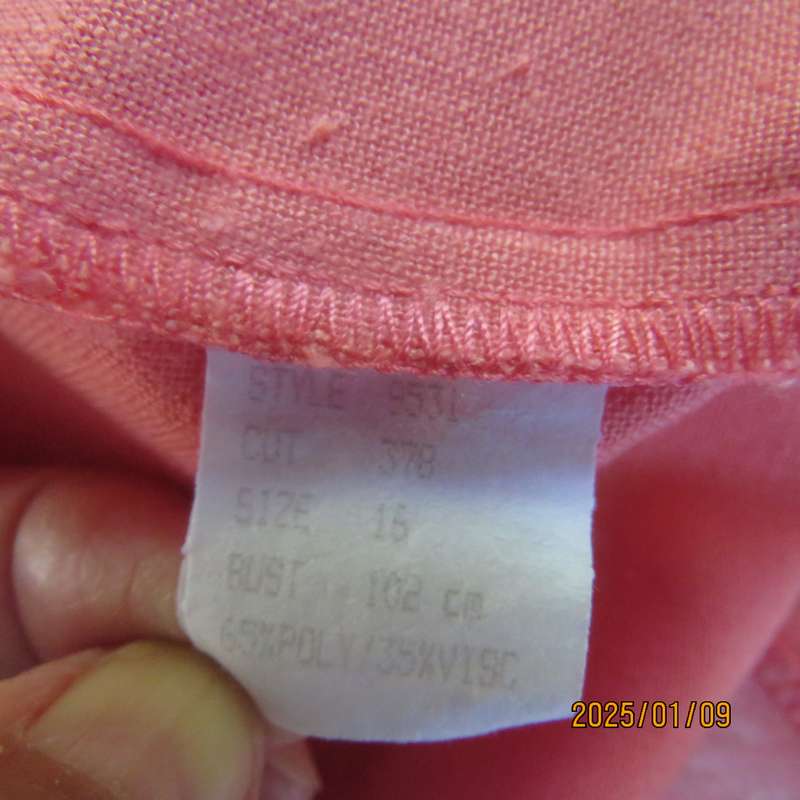 STYLE 9531
CUT 378
SIZE 16
BUST 102 cm
65%POLY/35%VISC
2025/01/09